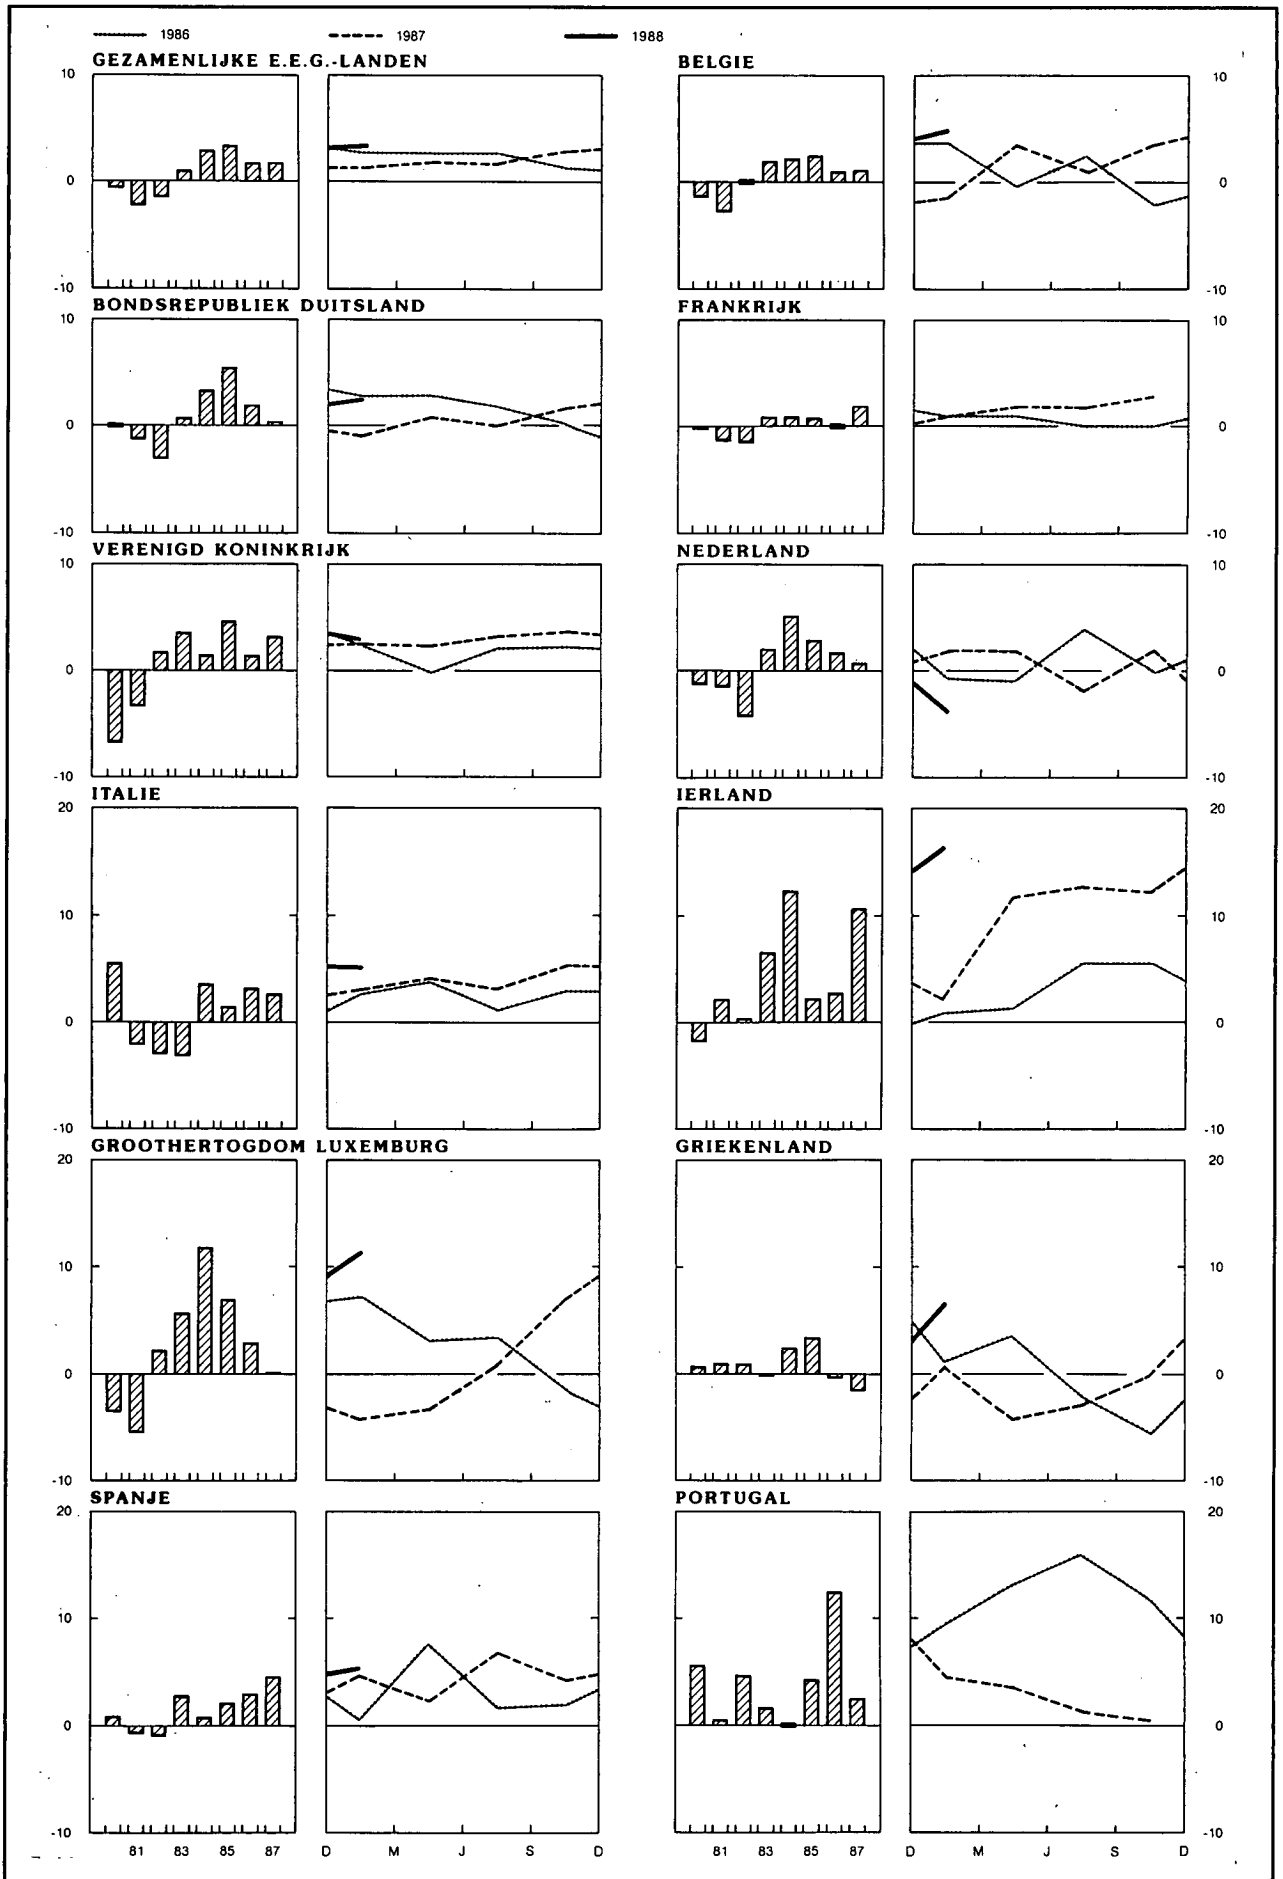 1986 1987 1988
GEZAMENLIJKE E.E.G.-LANDEN BELGIE
10 10
0 0
-10 -10
BONDSREPUBLIEK DUITSLAND FRANKRIJK
10 10
0 0
-10 -10
VERENIGD KONINKRIJK NEDERLAND
10 10
0 0
-10 -10
ITALIE IERLAND
20 20
10 10
0 0
-10 -10
GROOTHERTOGDOM LUXEMBURG GRIEKENLAND
20 20
10 10
0 0
-10 -10
SPANJE PORTUGAL
20 20
10 10
0 0
-10 -10
81 83 85 87 D M J S D 81 83 85 87 D M J S D